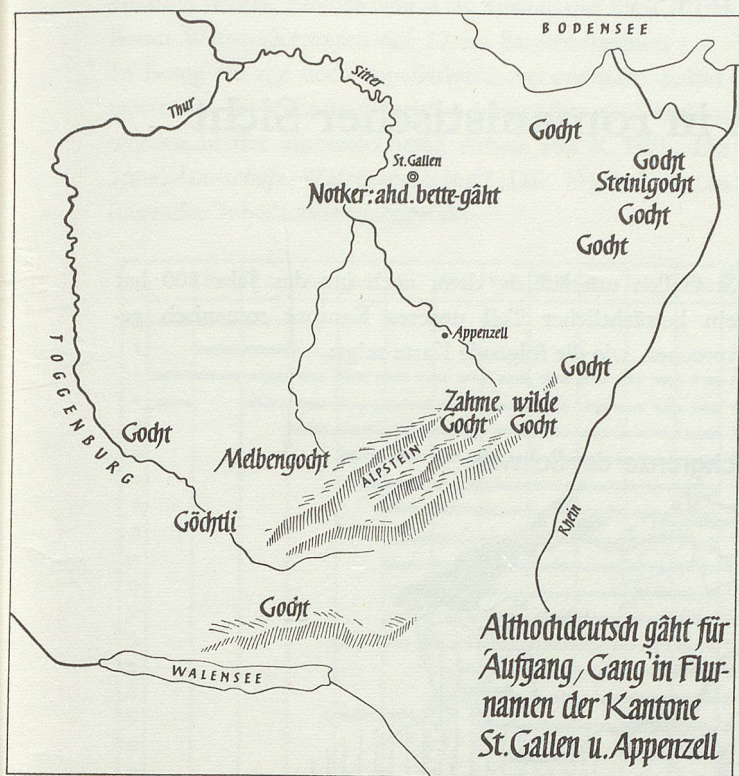 BODENSEE
Thur
Sitter
Gocht
St. Gallen
Notker: ahd. bette-gâht
Gocht
Steinigocht
Gocht
Gocht
Appenzell
TOGGENBURG
Gocht
Zahme wilde
Gocht Gocht
Gocht
Melbengocht
ALPSTEIN
Göchtli
Rhein
Gocht
WALENSEE
Althochdeutsch gâht für
'Aufgang, Gang' in Flur-
namen der Kantone
St. Gallen u. Appenzell